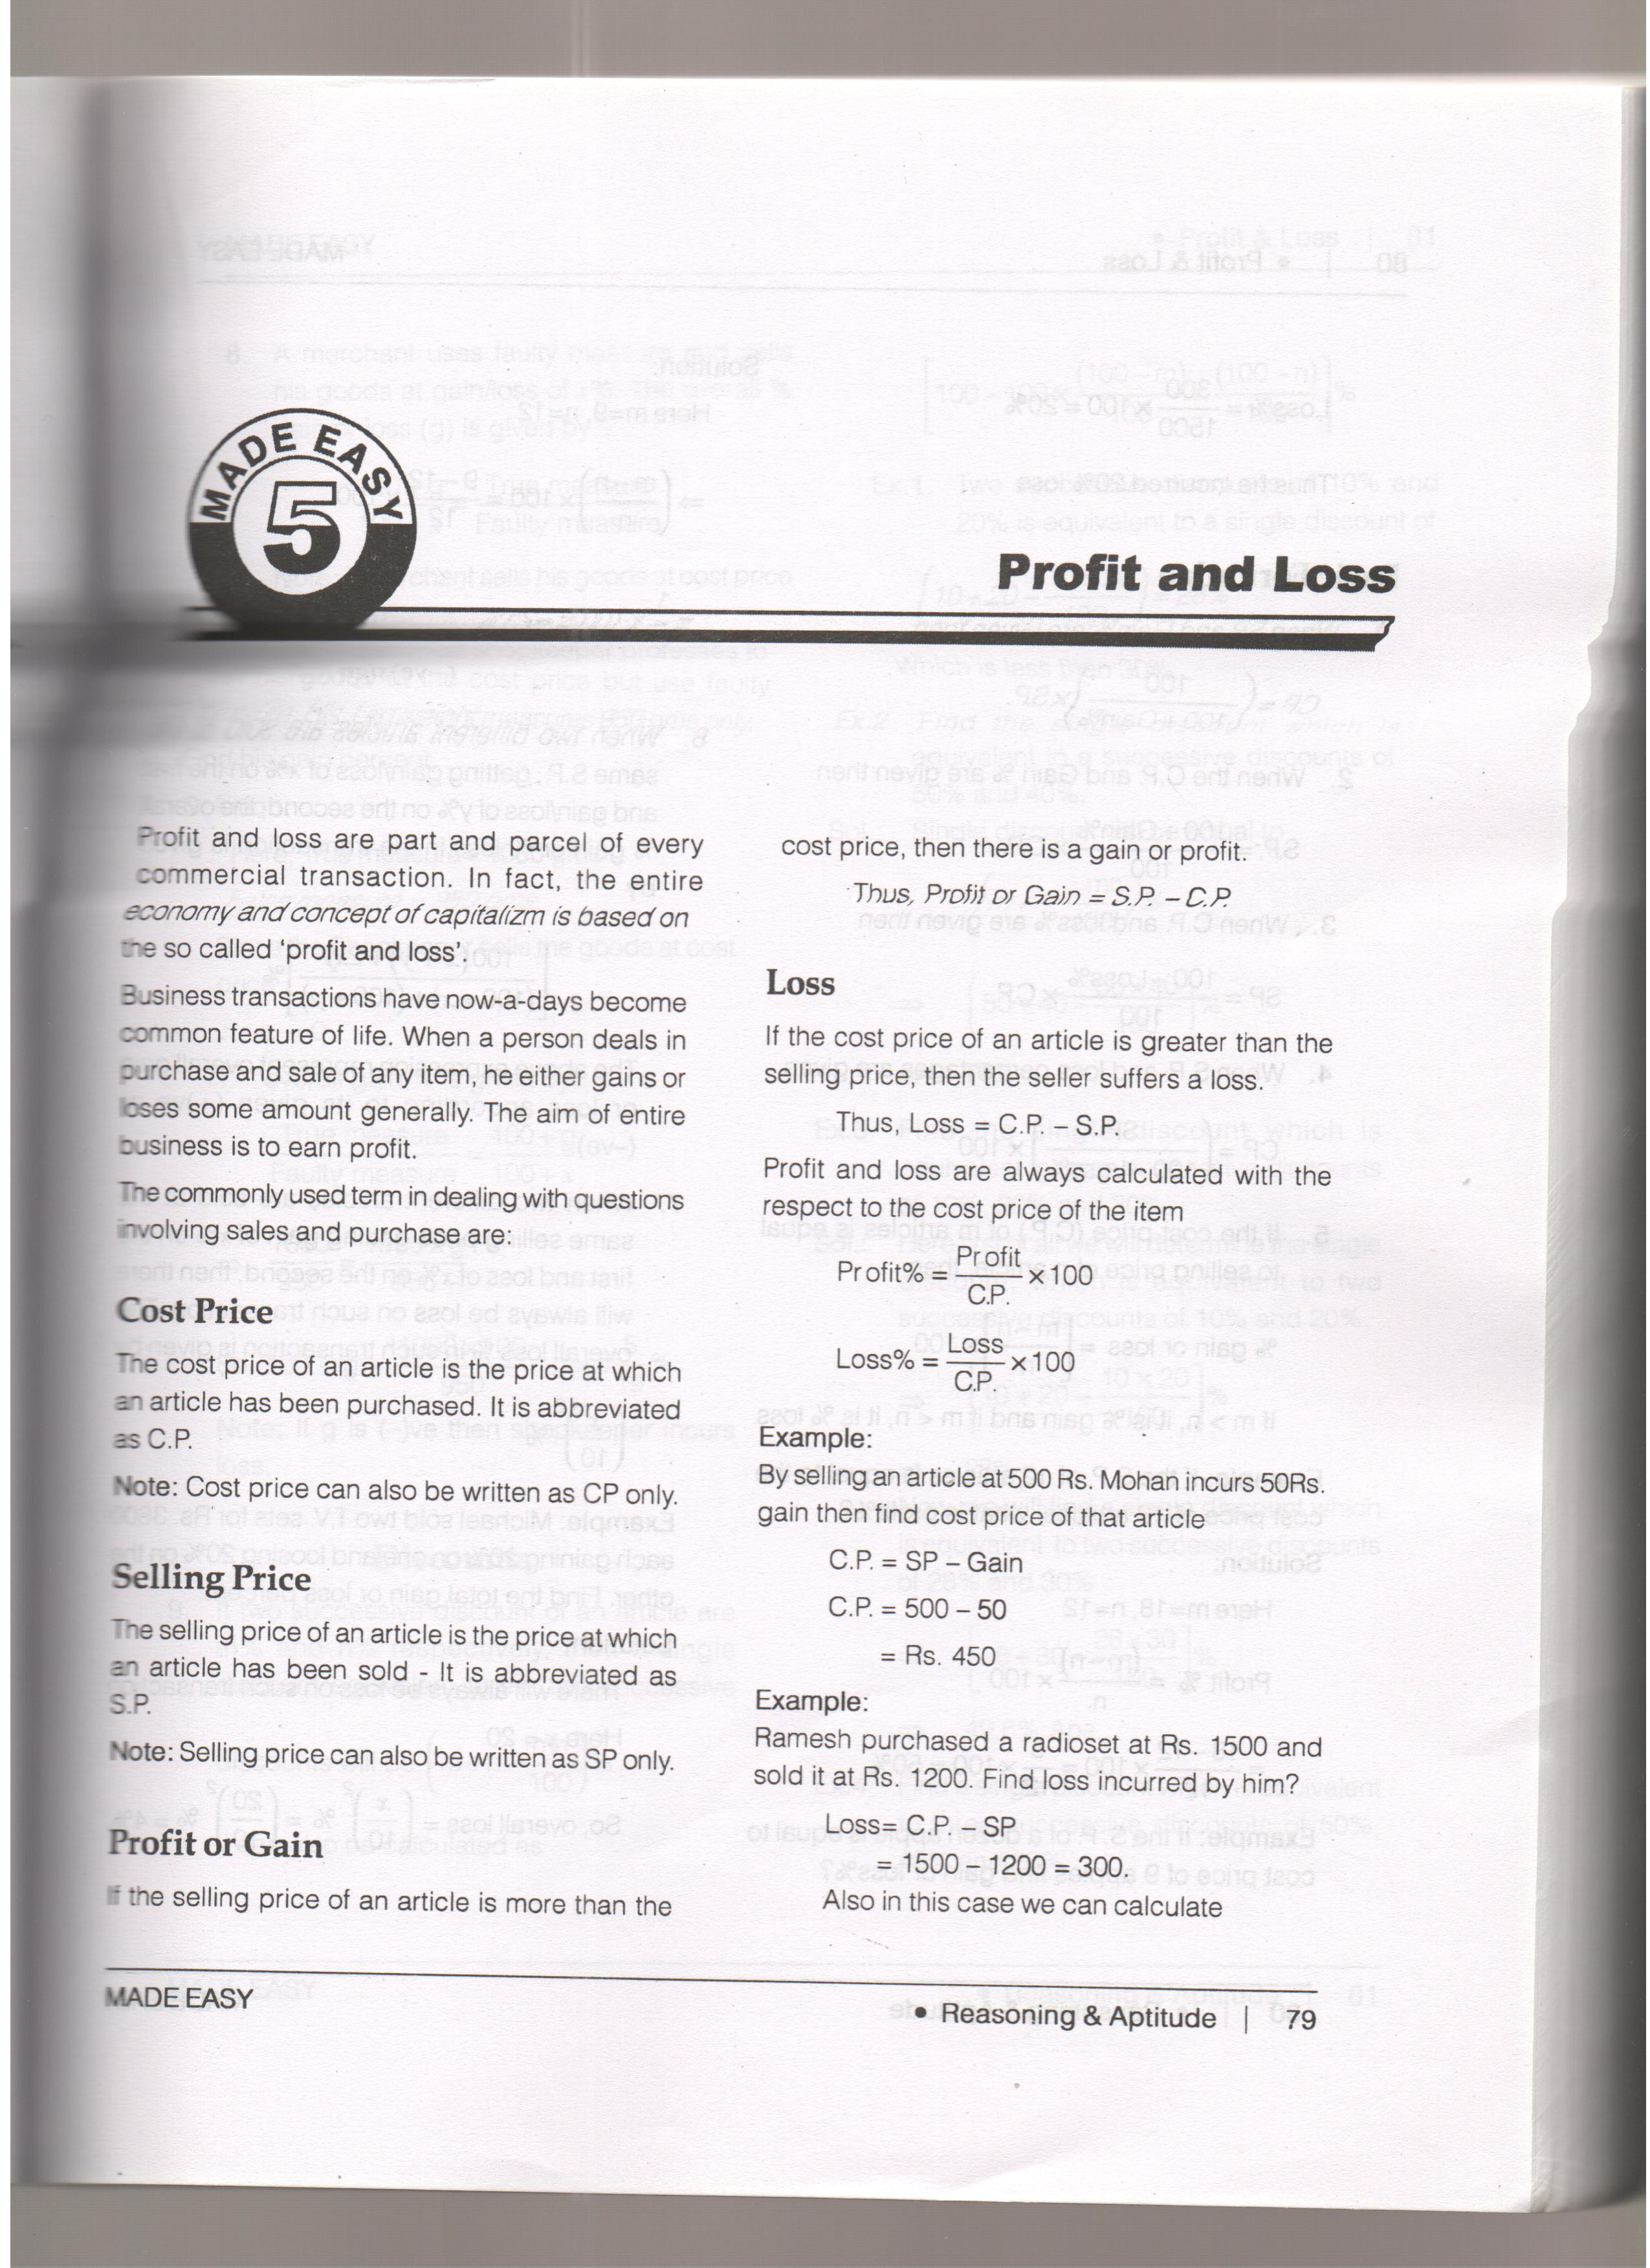 MADE EASY
5
Profit and Loss
Profit and loss are part and parcel of every
commercial transaction. In fact, the entire
economy and concept of capitalizm is based on
the so called 'profit and loss'.
Business transactions have now-a-days become
common feature of life. When a person deals in
purchase and sale of any item, he either gains or
loses some amount generally. The aim of entire
business is to earn profit.
The commonly used term in dealing with questions
involving sales and purchase are:
Cost Price
The cost price of an article is the price at which
an article has been purchased. It is abbreviated
as C.P.
Note: Cost price can also be written as CP only.
Selling Price
The selling price of an article is the price at which
an article has been sold - It is abbreviated as
S.P.
Note: Selling price can also be written as SP only.
Profit or Gain
If the selling price of an article is more than the
cost price, then there is a gain or profit.
Thus, Profit or Gain = S.P. – C.P.
Loss
If the cost price of an article is greater than the
selling price, then the seller suffers a loss.
Thus, Loss = C.P. – S.P.
Profit and loss are always calculated with the
respect to the cost price of the item
Profit% = Profit / C.P. × 100
Loss% = Loss / C.P. × 100
Example:
By selling an article at 500 Rs. Mohan incurs 50Rs.
gain then find cost price of that article
C.P. = SP – Gain
C.P. = 500 – 50
= Rs. 450
Example:
Ramesh purchased a radioset at Rs. 1500 and
sold it at Rs. 1200. Find loss incurred by him?
Loss= C.P. – SP
= 1500 – 1200 = 300.
Also in this case we can calculate
MADE EASY
• Reasoning & Aptitude | 79